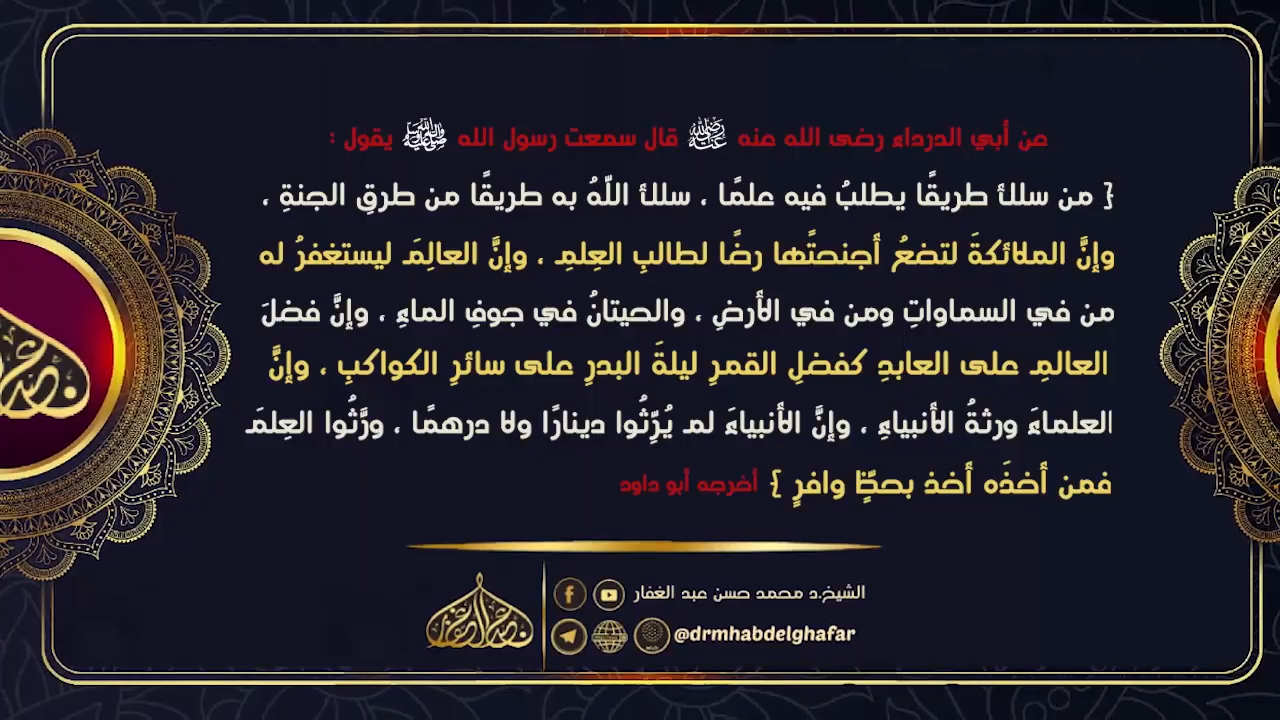 عن أبي الدرداء رضى الله عنه ﵁ قال سمعت رسول الله ﷺ يقول :
{ من سلك طريقًا يطلبُ فيه علمًا ، سلك اللّهُ به طريقًا من طرقِ الجنةِ ،
وإنَّ الملائكةَ لتضعُ أجنحتًها رضًا لطالبِ العِلمِ ، وإنَّ العالِمَ ليستغفرُ له
من في السماواتِ ومن في الأرضِ ، والحيتانُ في جوفِ الماءِ ، وإنَّ فضلَ
العالمِ على العابدِ كفضلِ القمرِ ليلةَ البدرِ على سائرِ الكواكبِ ، وإنَّ
العلماءَ ورثةُ الأنبياءِ ، وإنَّ الأنبياءَ لم يُرِّثُوا دينارًا ولا درهمًا ، ورَّثُوا العِلمَ
فمن أخذَه أخذ بحظٍّ وافرٍ } أخرجه أبو داود
الشيخ.د محمد حسن عبد الغفار
@drmhabdelghafar